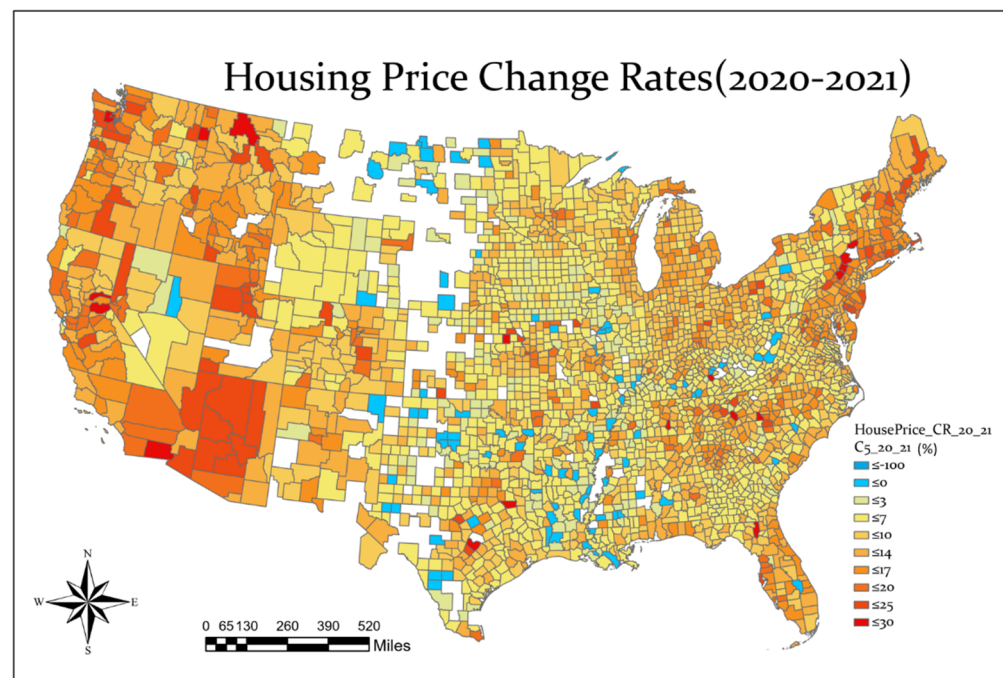 Housing Price Change Rates(2020-2021)
HousePrice_CR_20_21
C5_20_21 (%)
≤-100
≤0
≤3
≤7
≤10
≤14
≤17
≤20
≤25
≤30
N
W E
S
0 65 130 260 390 520
Miles